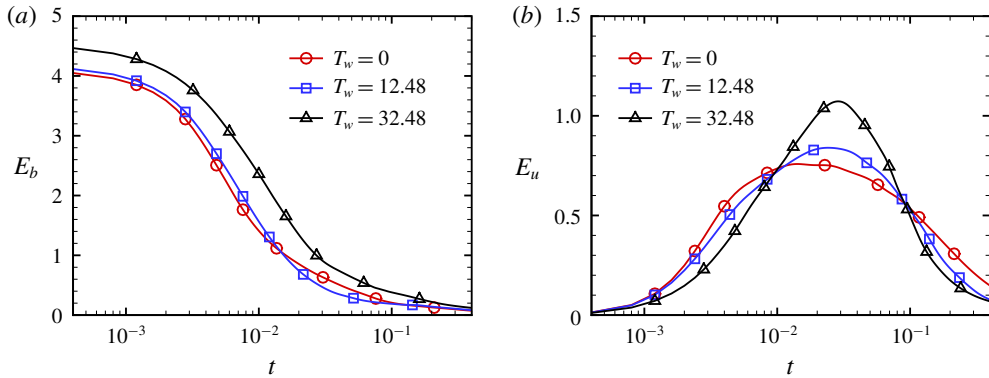 (a)
5
4
3
2
1
0
E_b
T_w = 0
T_w = 12.48
T_w = 32.48
10^{-3}
10^{-2}
10^{-1}
t
(b)
1.5
1.0
0.5
0
E_u
T_w = 0
T_w = 12.48
T_w = 32.48
10^{-3}
10^{-2}
10^{-1}
t